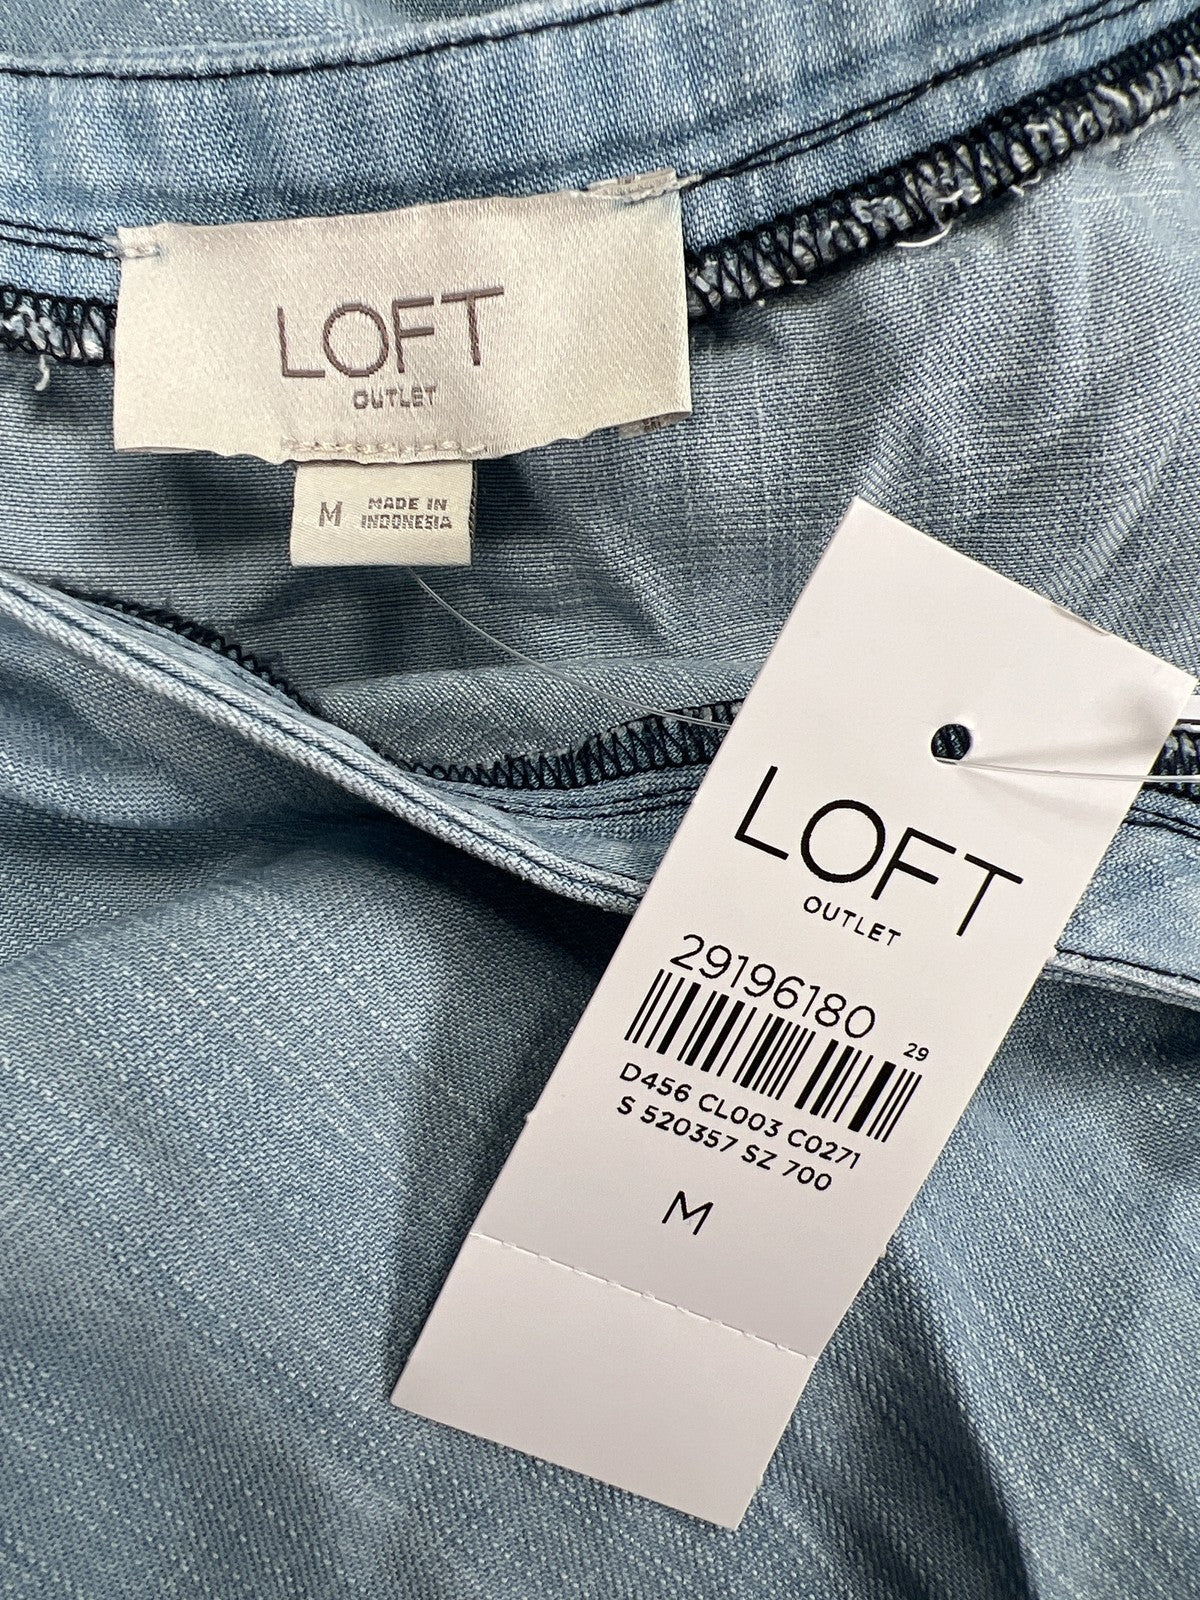 LOFT
OUTLET
M MADE IN
INDONESIA
LOFT
OUTLET
29196180
29
D456 CL003 C0271
S 520357 SZ 700
M